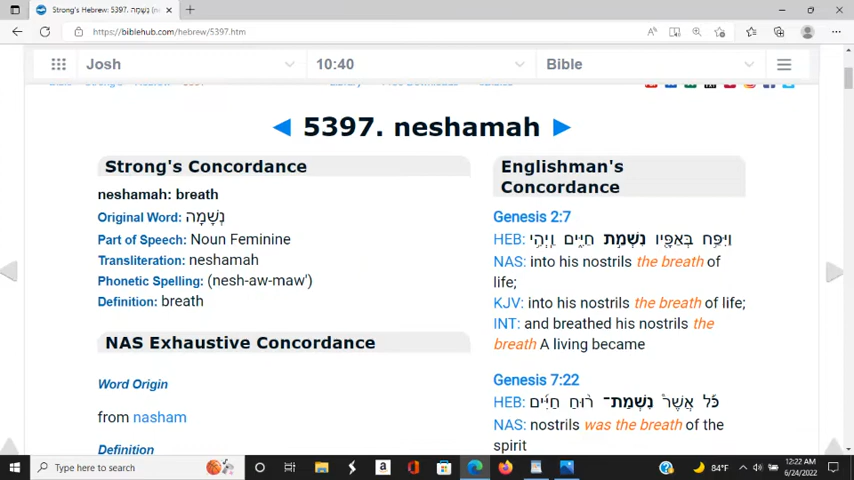 Strong's Hebrew: 5397. נְשָׁמָה (ne
https://biblehub.com/hebrew/5397.htm
Josh
10:40
Bible
5397. neshamah
Strong's Concordance
neshamah: breath
Original Word: נְשָׁמָה
Part of Speech: Noun Feminine
Transliteration: neshamah
Phonetic Spelling: (nesh-aw-maw')
Definition: breath
NAS Exhaustive Concordance
Word Origin
from nasham
Definition
Englishman's
Concordance
Genesis 2:7
HEB: וַיִּפַּ֥ח בְּאַפָּ֖יו נִשְׁמַ֣ת חַיִּ֑ים וַֽיְהִ֥י
NAS: into his nostrils the breath of
life;
KJV: into his nostrils the breath of life;
INT: and breathed his nostrils the
breath A living became
Genesis 7:22
HEB: כֹּ֡ל אֲשֶׁר֩ נִשְׁמַת־ ר֨וּחַ חַיִּ֜ים
NAS: nostrils was the breath of the
spirit
Type here to search
84°F
12:22 AM
6/24/2022